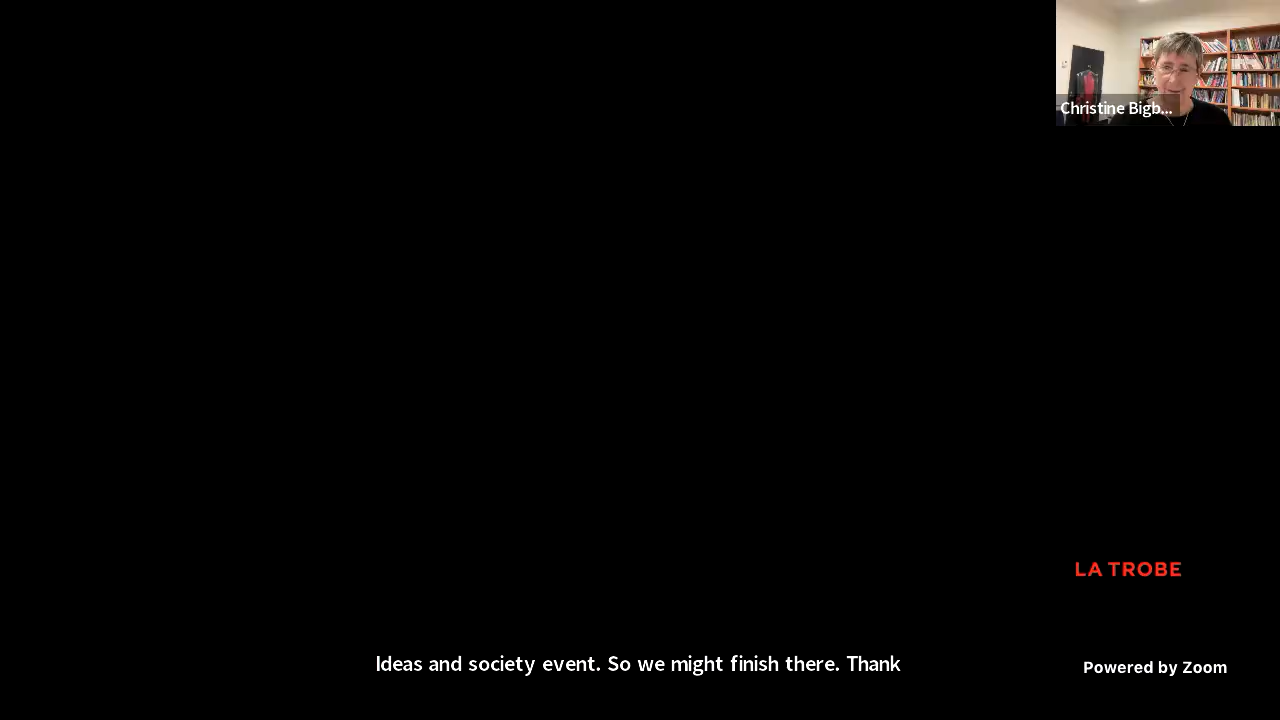 Christine Bigb...
LA TROBE
Ideas and society event. So we might finish there. Thank
Powered by Zoom